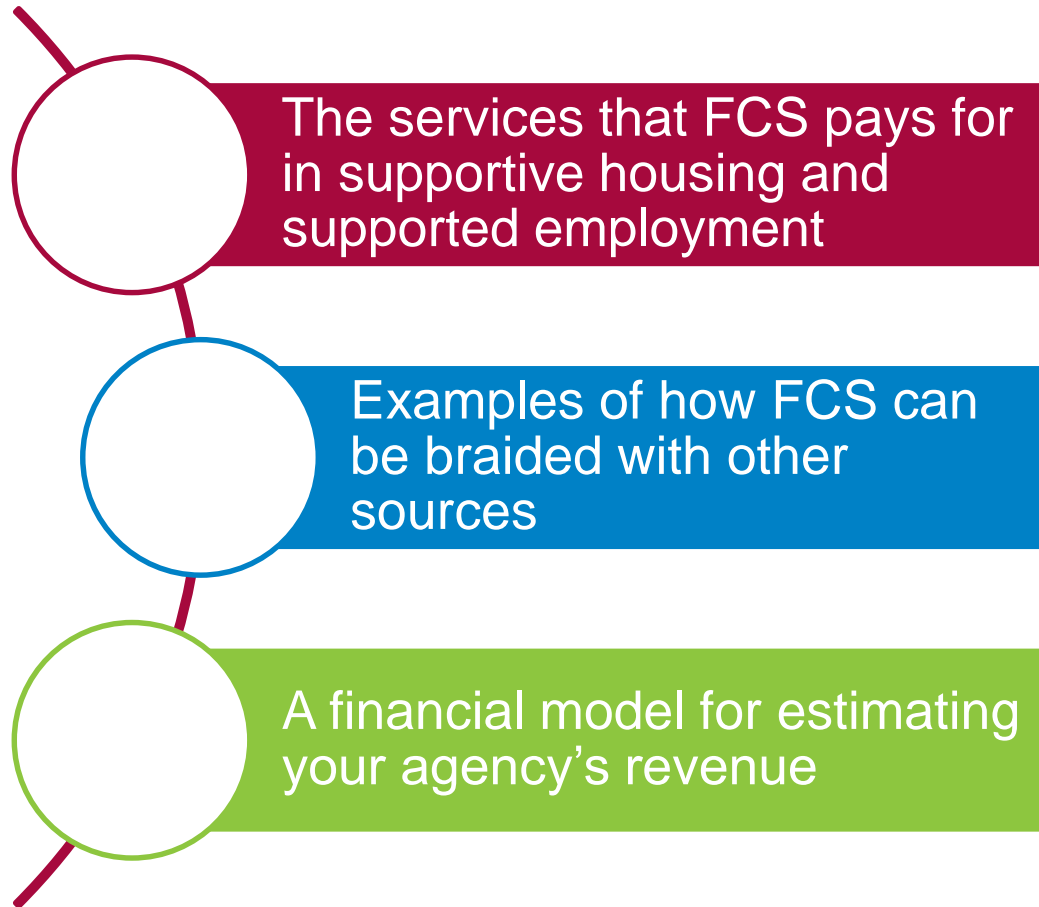 The services that FCS pays for
in supportive housing and
supported employment
Examples of how FCS can
be braided with other
sources
A financial model for estimating
your agency’s revenue